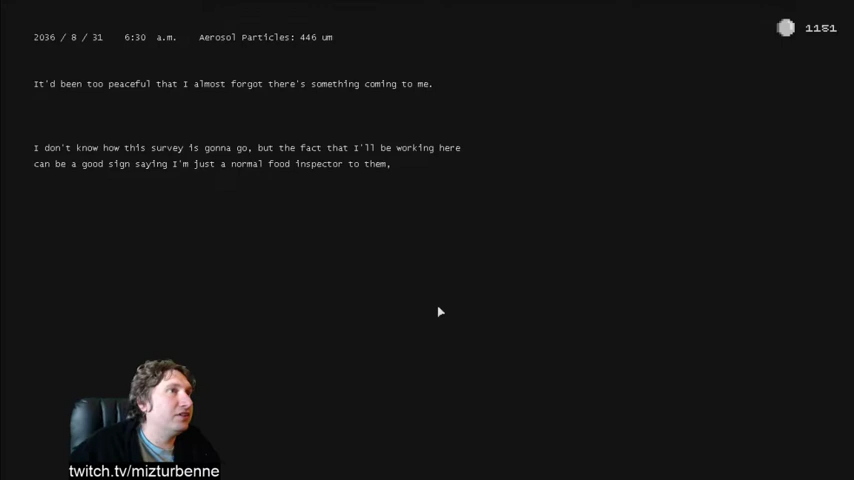 2036 / 8 / 31 6:30 a.m. Aerosol Particles: 446 um
1151
It'd been too peaceful that I almost forgot there's something coming to me.
I don't know how this survey is gonna go, but the fact that I'll be working here
can be a good sign saying I'm just a normal food inspector to them,
twitch.tv/mizturbenne